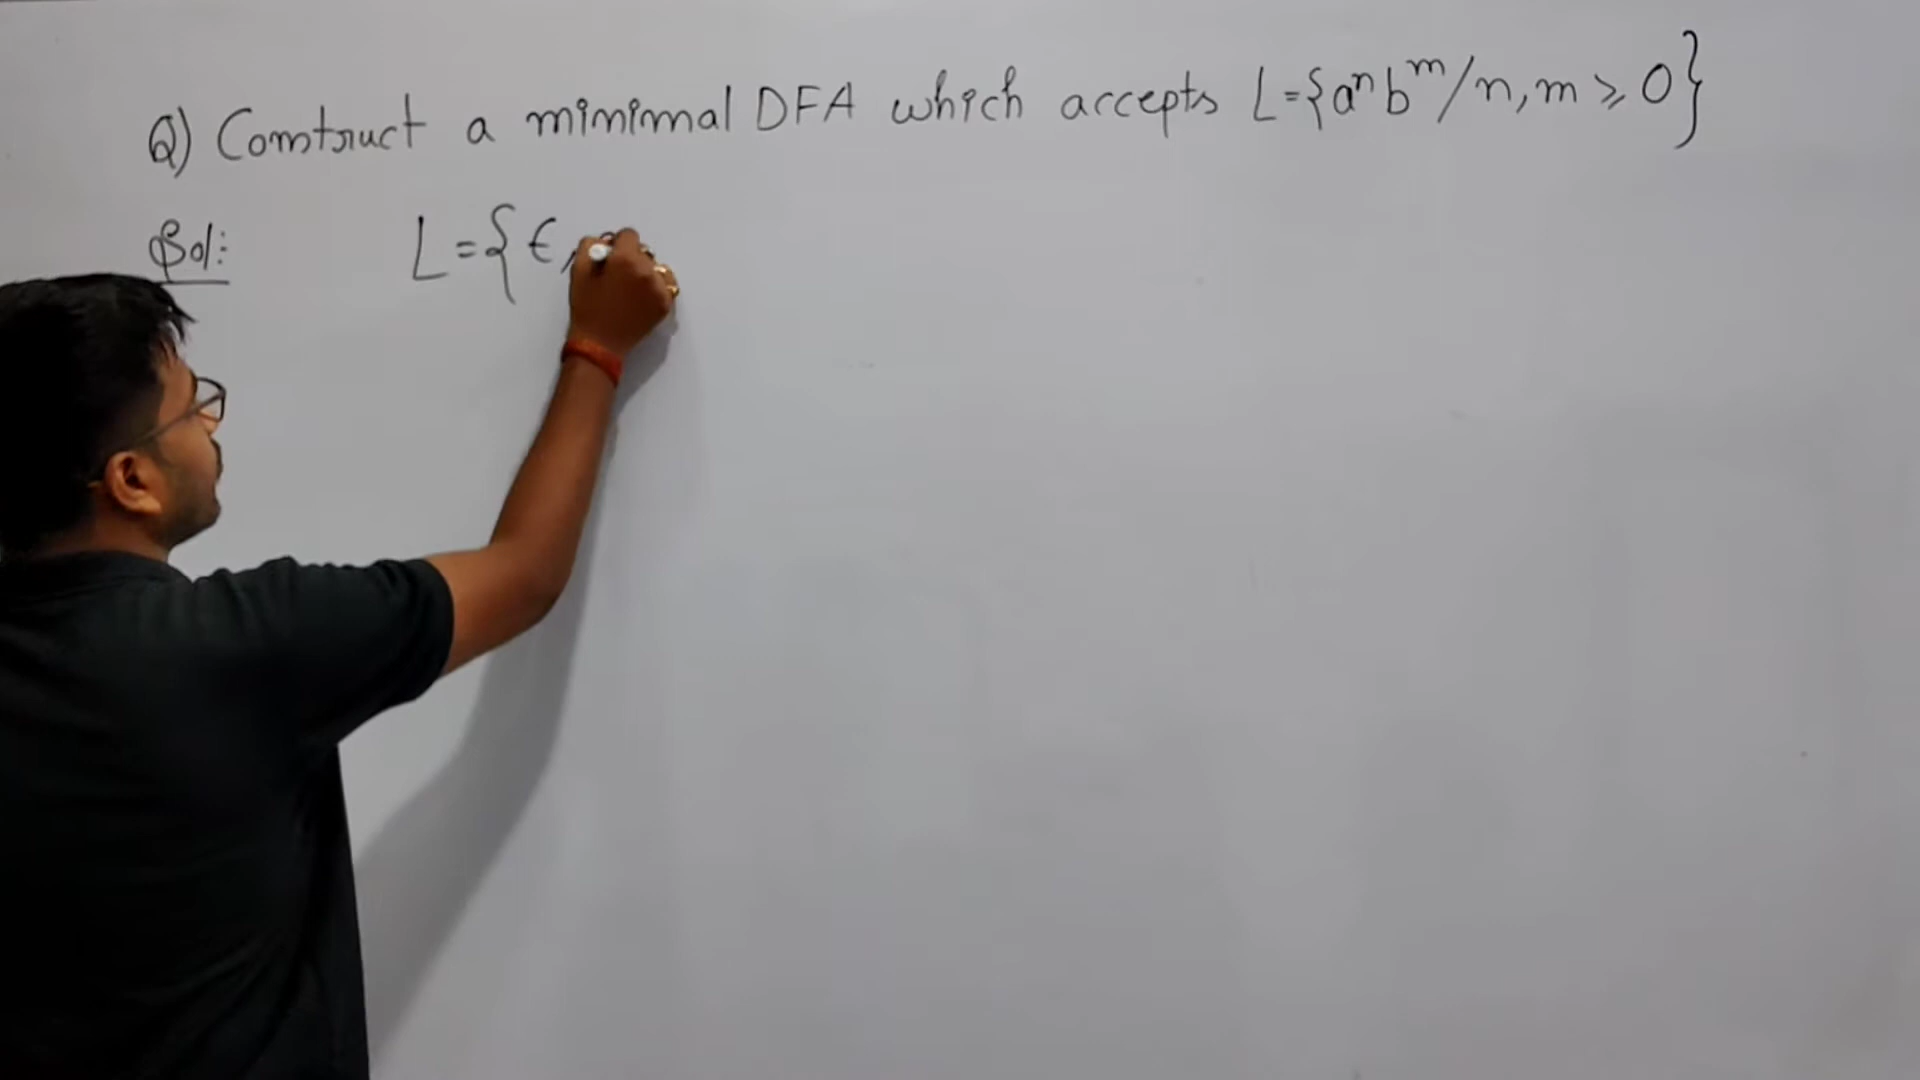 Q) Construct a minimal DFA which accepts L={aⁿbᵐ/n,m ≥ 0}
Sol:
L={ϵ,